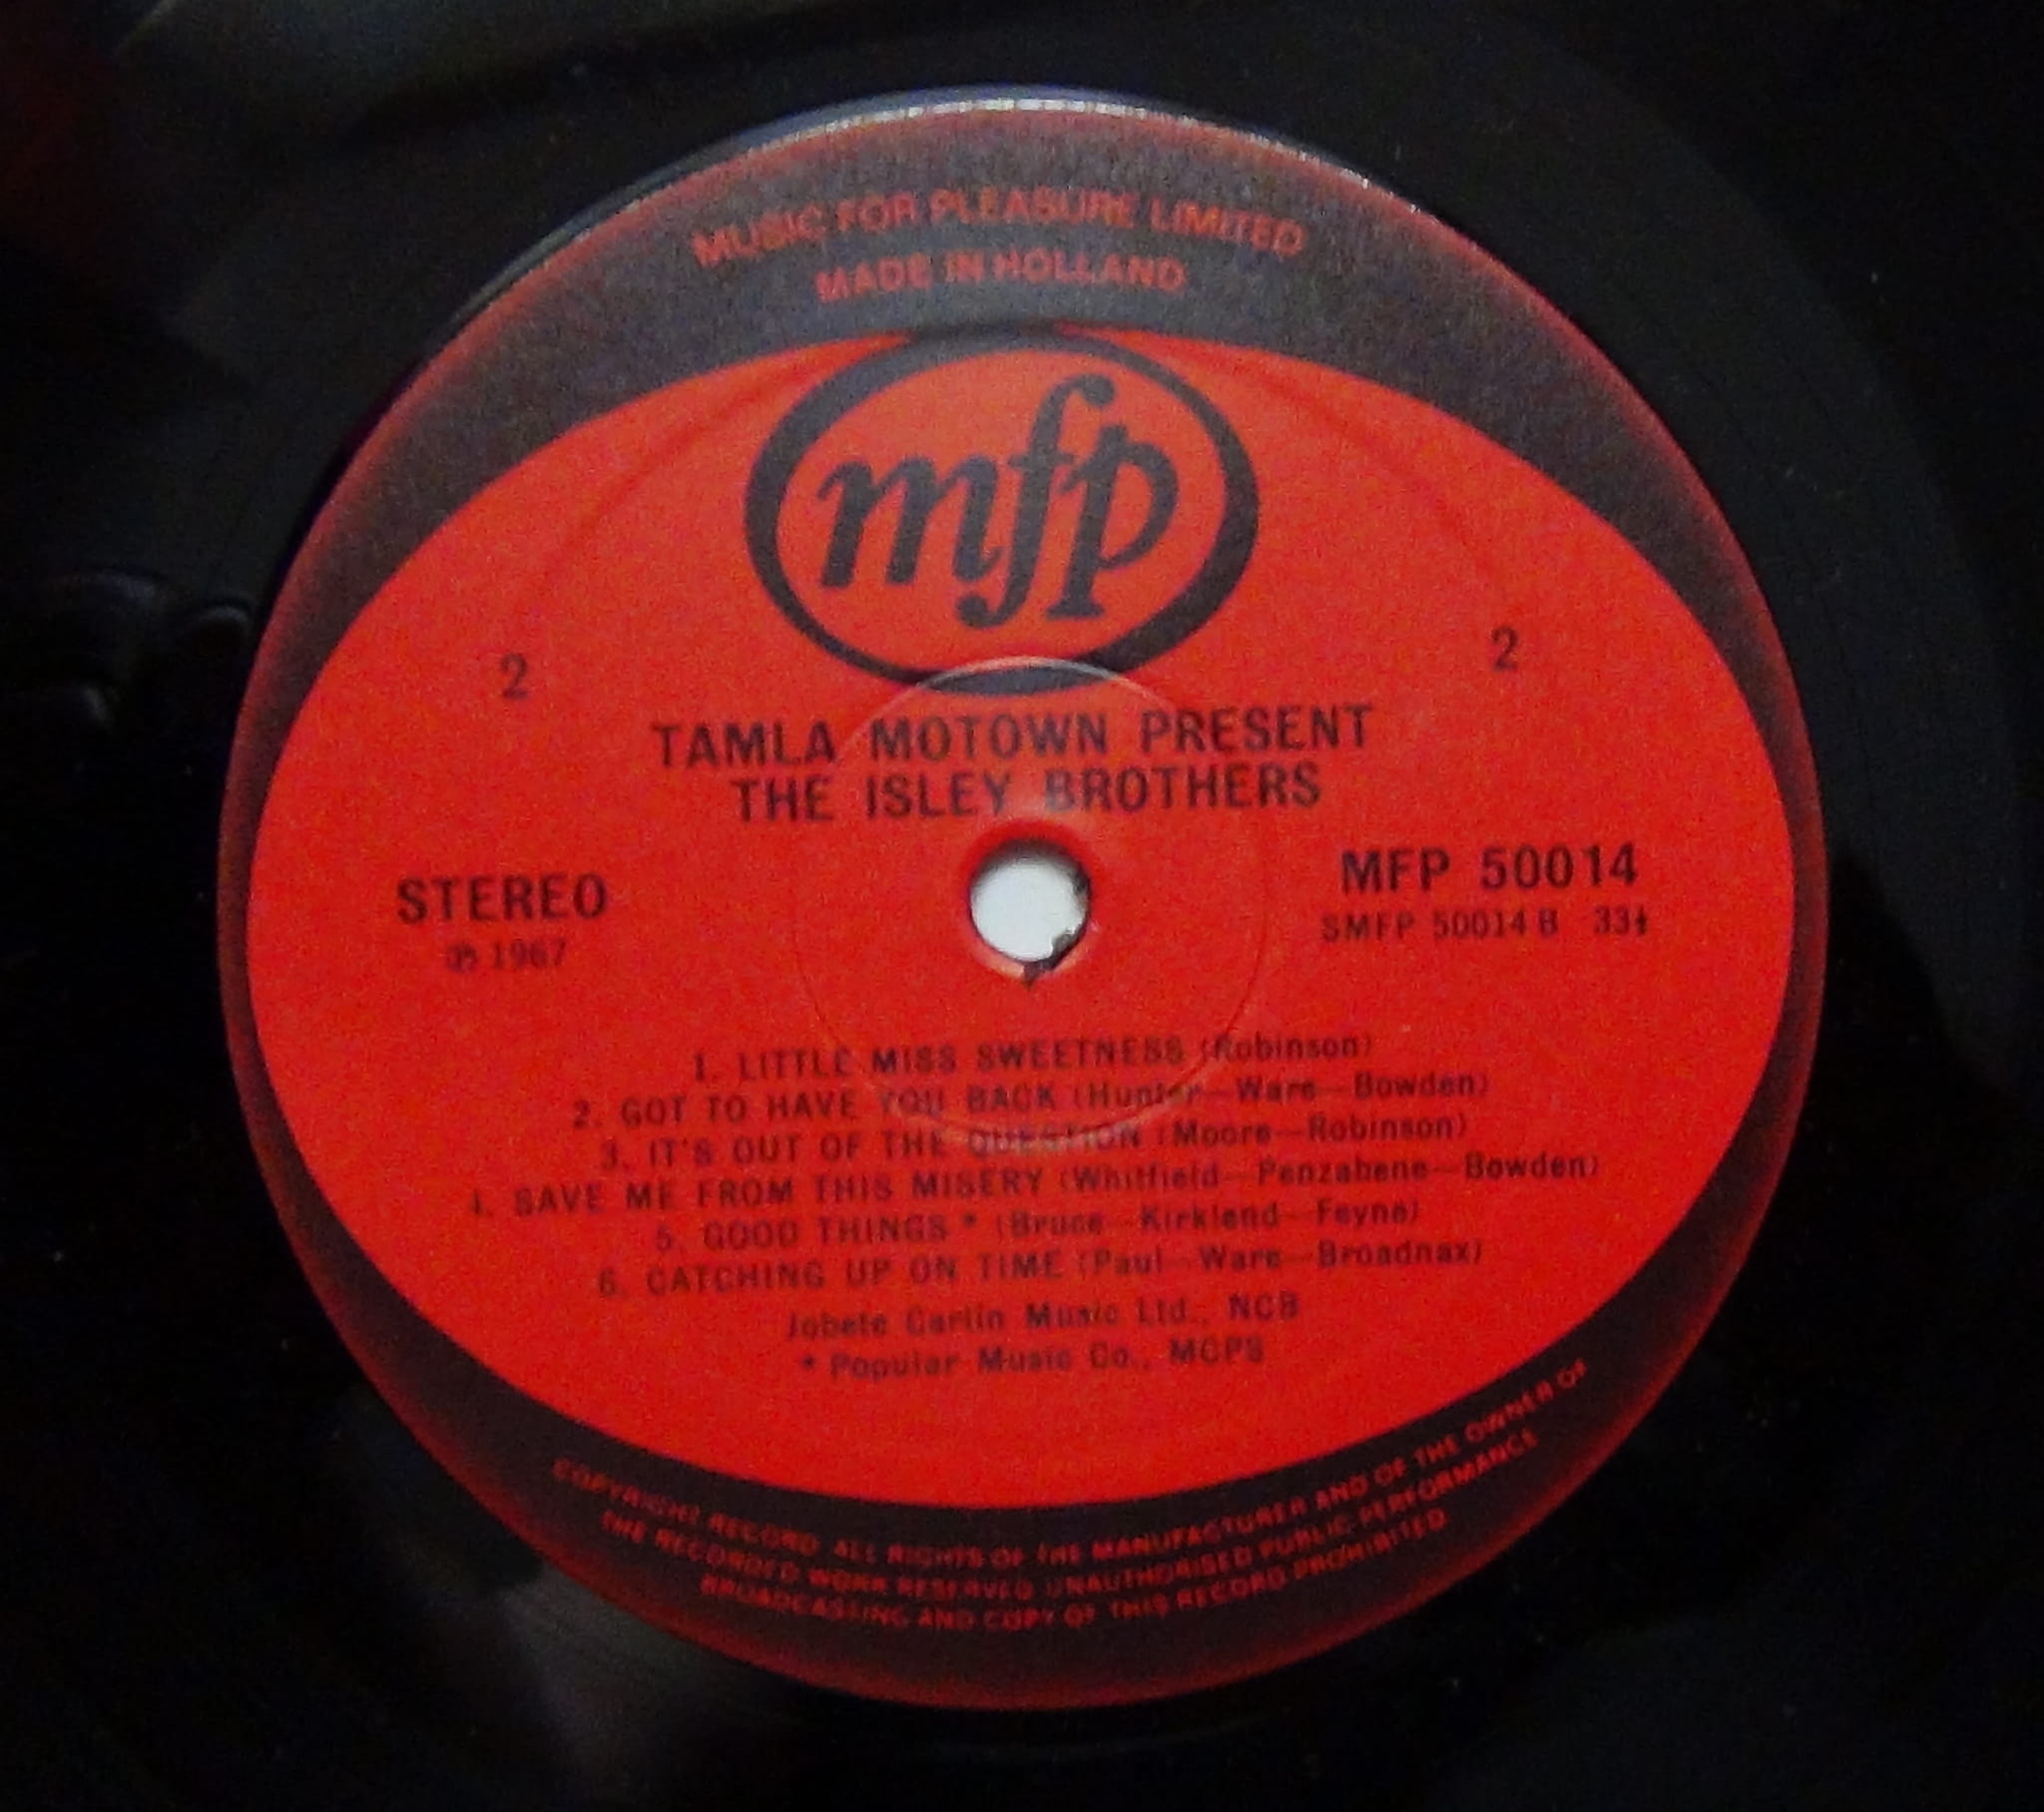 MUSIC FOR PLEASURE LIMITED
MADE IN HOLLAND
mfp
2 2
TAMLA MOTOWN PRESENT
THE ISLEY BROTHERS
STEREO MFP 50014
℗ 1967 SMFP 50014 B 33⅓
1. LITTLE MISS SWEETNESS (Robinson)
2. GOT TO HAVE YOU BACK (Hunter—Ware—Bowden)
3. IT'S OUT OF THE QUESTION (Moore—Robinson)
4. SAVE ME FROM THIS MISERY (Whitfield—Penzabene—Bowden)
5. GOOD THINGS * (Bruce—Kirkland—Feyne)
6. CATCHING UP ON TIME (Paul—Ware—Broadnax)
Jobete Carlin Music Ltd., NCB
* Popular Music Co., MCPS
COPYRIGHT RECORD ALL RIGHTS OF THE MANUFACTURER AND OF THE OWNER OF
THE RECORDED WORK RESERVED UNAUTHORISED PUBLIC PERFORMANCE
BROADCASTING AND COPY OF THIS RECORD PROHIBITED